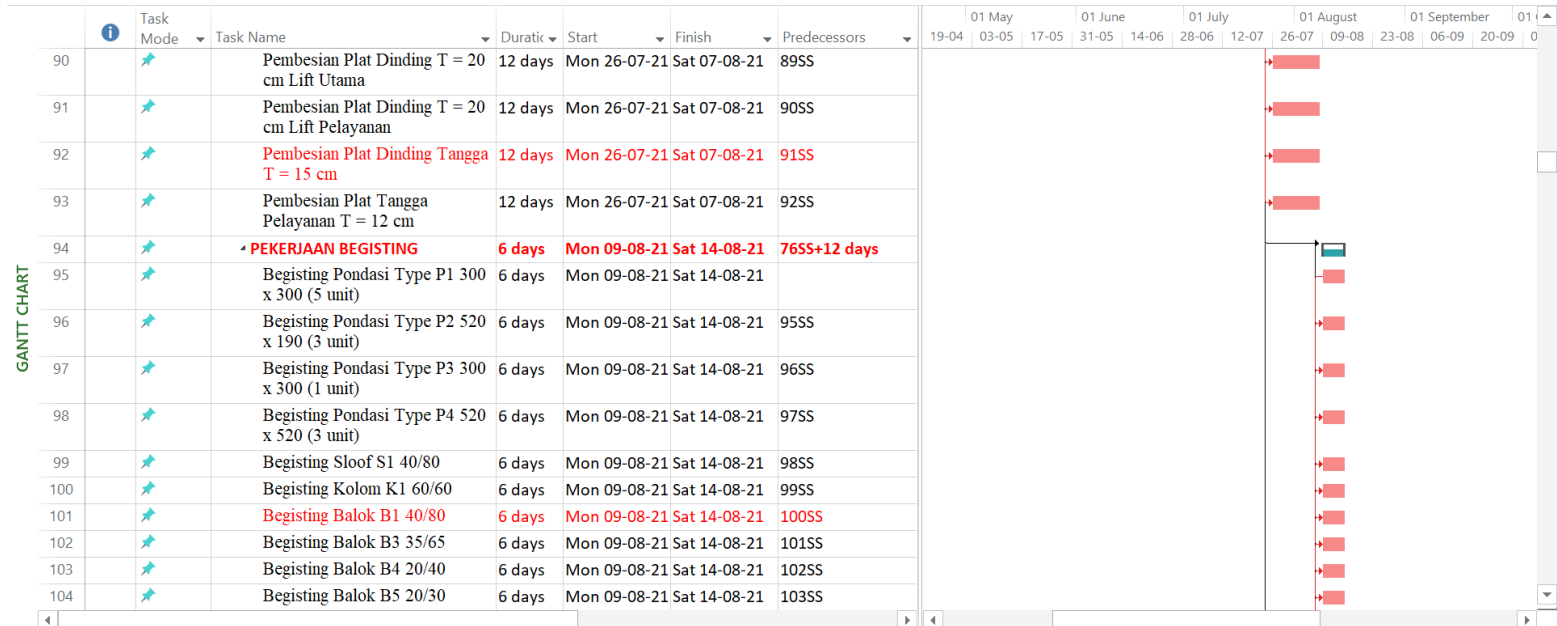 Task
Mode Task Name Duratic Start Finish Predecessors
01 May 01 June 01 July 01 August 01 September 01
19-04 03-05 17-05 31-05 14-06 28-06 12-07 26-07 09-08 23-08 06-09 20-09
GANTT CHART
90 Pembesian Plat Dinding T = 20 12 days Mon 26-07-21 Sat 07-08-21 89SS
cm Lift Utama
91 Pembesian Plat Dinding T = 20 12 days Mon 26-07-21 Sat 07-08-21 90SS
cm Lift Pelayanan
92 Pembesian Plat Dinding Tangga 12 days Mon 26-07-21 Sat 07-08-21 91SS
T = 15 cm
93 Pembesian Plat Tangga 12 days Mon 26-07-21 Sat 07-08-21 92SS
Pelayanan T = 12 cm
94 PEKERJAAN BEGISTING 6 days Mon 09-08-21 Sat 14-08-21 76SS+12 days
95 Begisting Pondasi Type P1 300 6 days Mon 09-08-21 Sat 14-08-21
x 300 (5 unit)
96 Begisting Pondasi Type P2 520 6 days Mon 09-08-21 Sat 14-08-21 95SS
x 190 (3 unit)
97 Begisting Pondasi Type P3 300 6 days Mon 09-08-21 Sat 14-08-21 96SS
x 300 (1 unit)
98 Begisting Pondasi Type P4 520 6 days Mon 09-08-21 Sat 14-08-21 97SS
x 520 (3 unit)
99 Begisting Sloof S1 40/80 6 days Mon 09-08-21 Sat 14-08-21 98SS
100 Begisting Kolom K1 60/60 6 days Mon 09-08-21 Sat 14-08-21 99SS
101 Begisting Balok B1 40/80 6 days Mon 09-08-21 Sat 14-08-21 100SS
102 Begisting Balok B3 35/65 6 days Mon 09-08-21 Sat 14-08-21 101SS
103 Begisting Balok B4 20/40 6 days Mon 09-08-21 Sat 14-08-21 102SS
104 Begisting Balok B5 20/30 6 days Mon 09-08-21 Sat 14-08-21 103SS